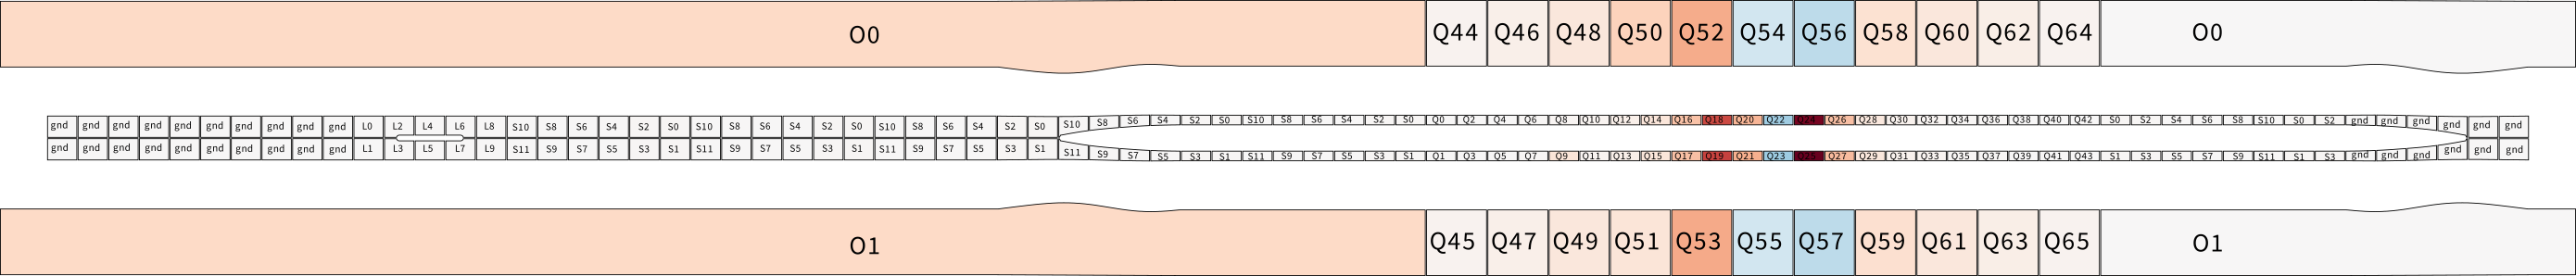 O0 Q44 Q46 Q48 Q50 Q52 Q54 Q56 Q58 Q60 Q62 Q64 O0
gnd gnd gnd gnd gnd gnd gnd gnd gnd gnd L0 L2 L4 L6 L8 S10 S8 S6 S4 S2 S0 S10 S8 S6 S4 S2 S0 S10 S8 S6 S4 S2 S0 S10 S8 S6 S4 S2 S0 S10 S8 S6 S4 S2 S0 Q0 Q2 Q4 Q6 Q8 Q10 Q12 Q14 Q16 Q18 Q20 Q22 Q24 Q26 Q28 Q30 Q32 Q34 Q36 Q38 Q40 Q42 S0 S2 S4 S6 S8 S10 S0 S2 gnd gnd gnd gnd gnd gnd
gnd gnd gnd gnd gnd gnd gnd gnd gnd gnd L1 L3 L5 L7 L9 S11 S9 S7 S5 S3 S1 S11 S9 S7 S5 S3 S1 S11 S9 S7 S5 S3 S1 S11 S9 S7 S5 S3 S1 S11 S9 S7 S5 S3 S1 Q1 Q3 Q5 Q7 Q9 Q11 Q13 Q15 Q17 Q19 Q21 Q23 Q25 Q27 Q29 Q31 Q33 Q35 Q37 Q39 Q41 Q43 S1 S3 S5 S7 S9 S11 S1 S3 gnd gnd gnd gnd gnd gnd
O1 Q45 Q47 Q49 Q51 Q53 Q55 Q57 Q59 Q61 Q63 Q65 O1